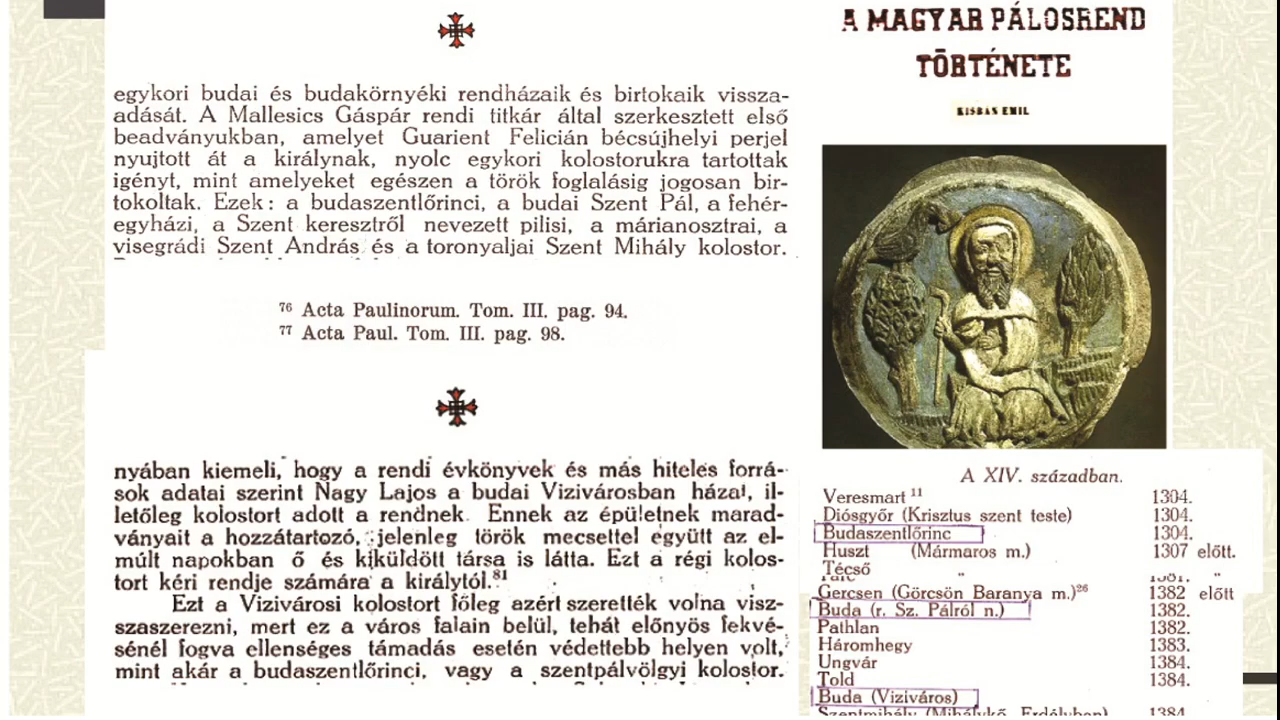 egykori budai és budakörnyéki rendházaik és birtokaik vissza-
adását. A Mallesics Gáspár rendi titkár által szerkesztett első
beadványukban, amelyet Guarient Felicián bécsújhelyi perjel
nyujtott át a királynak, nyolc egykori kolostorukra tartottak
igényt, mint amelyeket egészen a török foglalásig jogosan bir-
tokoltak. Ezek: a budaszentlőrinci, a budai Szent Pál, a fehér-
egyházi, a Szent keresztről nevezett pilisi, a márianosztrai, a
visegrádi Szent András és a toronyaljai Szent Mihály kolostor.
76 Acta Paulinorum. Tom. III. pag. 94.
77 Acta Paul. Tom. III. pag. 98.
nyában kiemeli, hogy a rendi évkönyvek és más hiteles forrá-
sok adatai szerint Nagy Lajos a budai Vizivárosban házat, il-
letőleg kolostort adott a rendnek. Ennek az épületnek marad-
ványait a hozzátartozó, jelenleg török mecsettel együtt az el-
múlt napokban ő és kiküldött társa is látta. Ezt a régi kolos-
tort kéri rendje számára a királytól.81
Ezt a Vizivárosi kolostort főleg azért szerették volna visz-
szaszerezni, mert ez a város falain belül, tehát előnyös fekvé-
sénél fogva ellenséges támadás esetén védettebb helyen volt,
mint akár a budaszentlőrinci, vagy a szentpálvölgyi kolostor.
A MAGYAR PÁLOSREND
TÖRTÉNETE
KISBÁN EMIL
A XIV. században.
Veresmart 11 1304.
Diósgyőr (Krisztus szent teste) 1304.
Budaszentlőrinc 1304.
Huszt (Mármaros m.) 1307 előtt.
Técső
Gercsen (Görcsön Baranya m.)26 1382 előtt
Buda (r. Sz. Pálról n.) 1382.
Pathlan 1382.
Háromhegy 1383.
Ungvár 1384.
Told 1384.
Buda (Viziváros)
Szentmihály (Mihálykő, Erdélyban) 1384